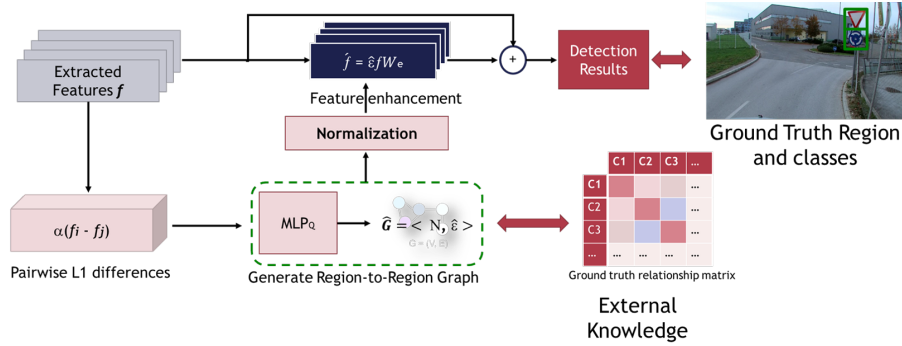 Extracted
Features f
f́ = ε̂fWe
+
Detection
Results
Feature enhancement
Normalization
Ground Truth Region
and classes
α(fi - fj)
Pairwise L1 differences
MLPQ
Ĝ = < N, ε̂ >
G = (V, E)
Generate Region-to-Region Graph
C1 C2 C3 ...
C1 ...
C2 ...
C3 ...
... ... ... ... ...
Ground truth relationship matrix
External
Knowledge